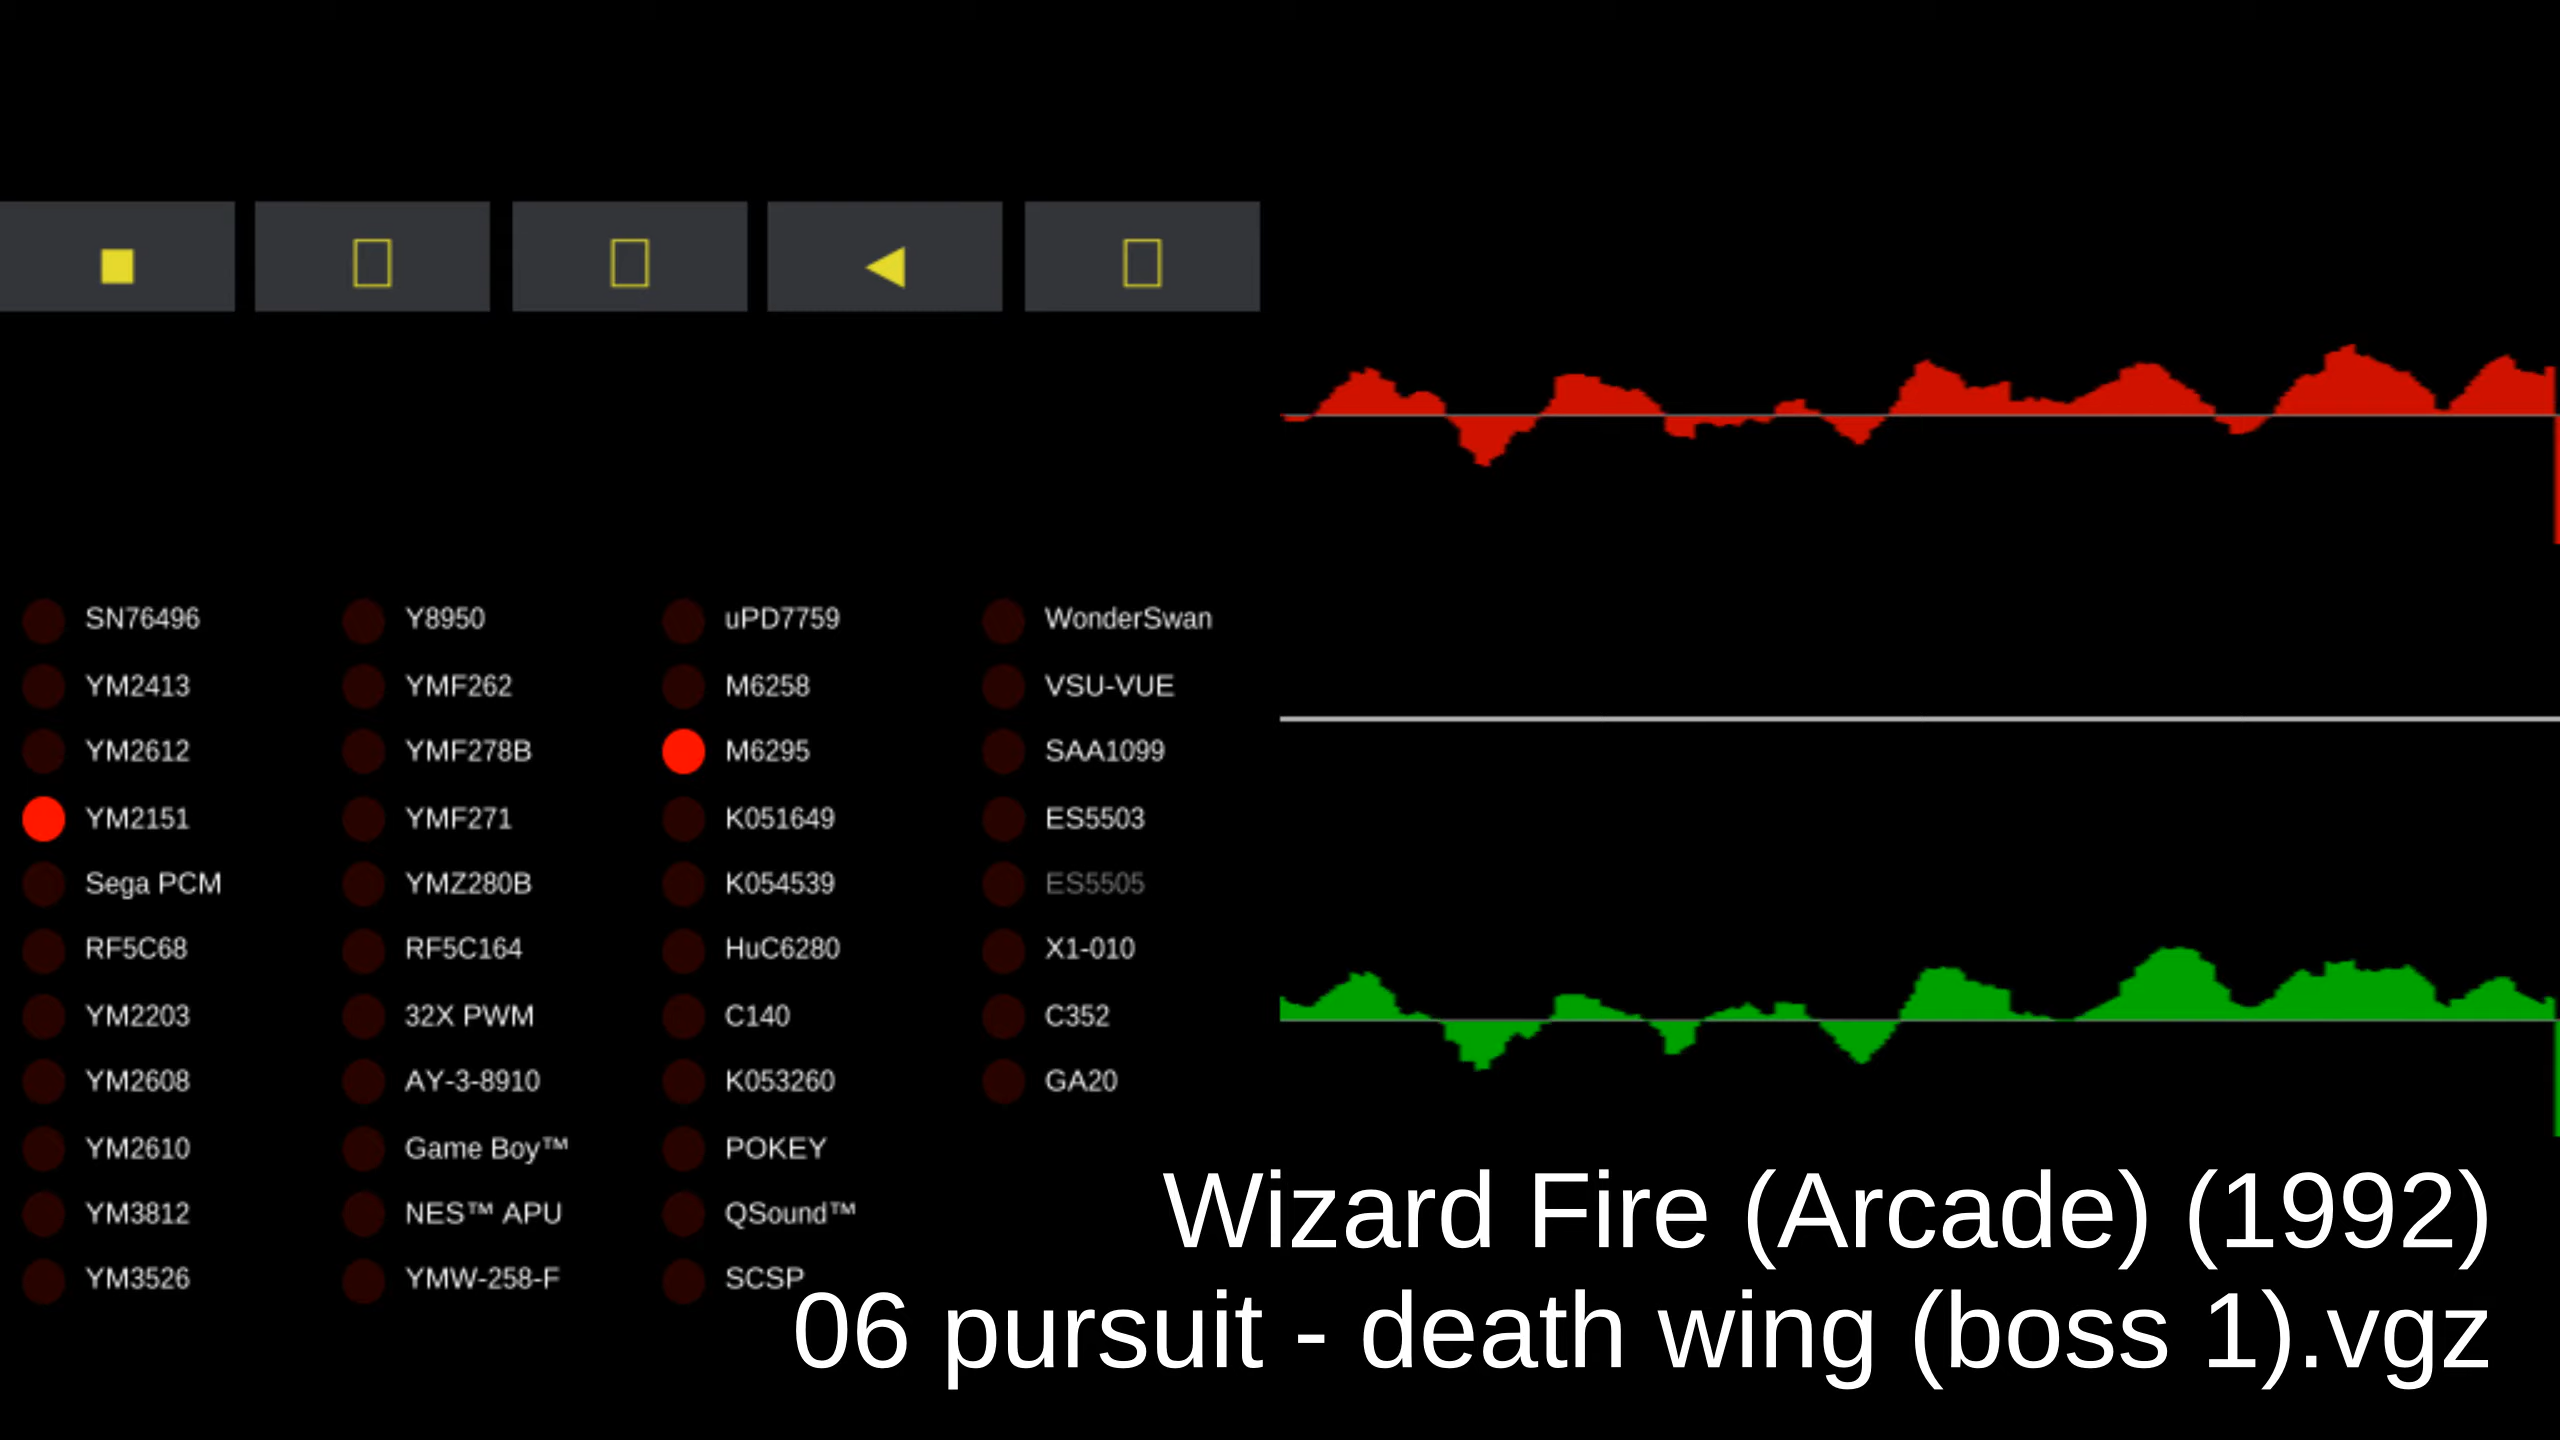 SN76496
YM2413
YM2612
YM2151
Sega PCM
RF5C68
YM2203
YM2608
YM2610
YM3812
YM3526
Y8950
YMF262
YMF278B
YMF271
YMZ280B
RF5C164
32X PWM
AY-3-8910
Game Boy™
NES™ APU
YMW-258-F
uPD7759
M6258
M6295
K051649
K054539
HuC6280
C140
K053260
POKEY
QSound™
SCSP
WonderSwan
VSU-VUE
SAA1099
ES5503
ES5505
X1-010
C352
GA20
Wizard Fire (Arcade) (1992)
06 pursuit - death wing (boss 1).vgz